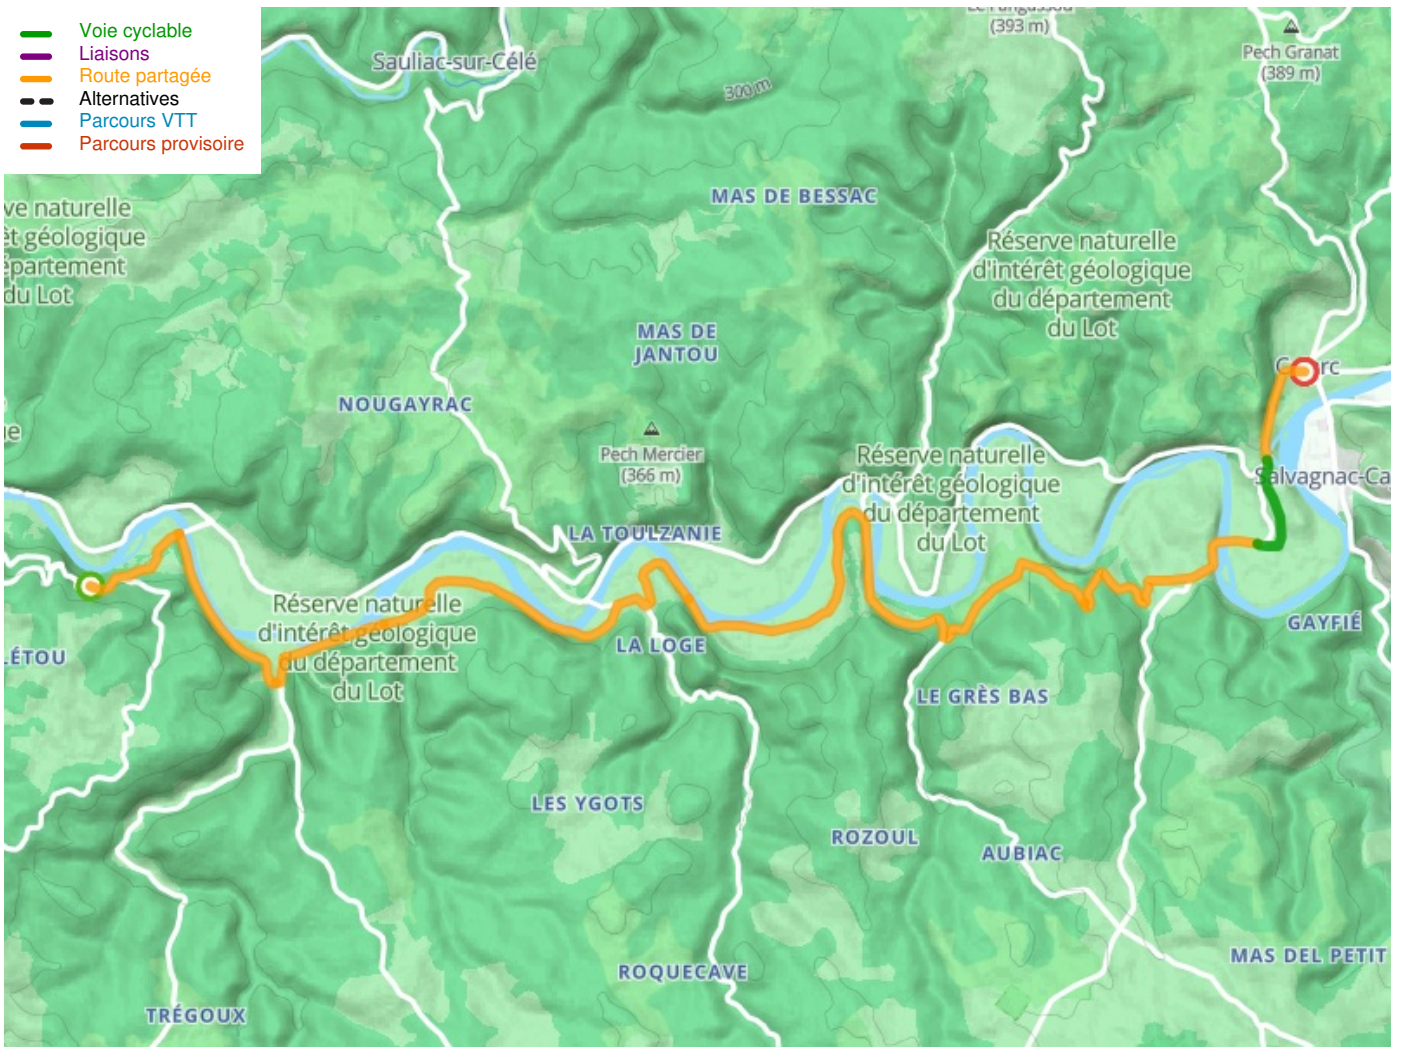 Voie cyclable
Liaisons
Route partagée
Alternatives
Parcours VTT
Parcours provisoire
(393 m)
Pech Granat
(389 m)
Sauliac-sur-Célé
300 m
MAS DE BESSAC
ve naturelle
êt géologique
épartement
du Lot
Réserve naturelle
d'intérêt géologique
du département
du Lot
MAS DE
JANTOU
NOUGAYRAC
Pech Mercier
(366 m)
Réserve naturelle
d'intérêt géologique
du département
du Lot
Salvagnac-Ca
LA TOULZANIE
Réserve naturelle
d'intérêt géologique
du département
du Lot
GAYFIÉ
LA LOGE
LÉTOU
LE GRÈS BAS
LES YGOTS
ROZOUL
AUBIAC
MAS DEL PETIT
ROQUECAVE
TRÉGOUX